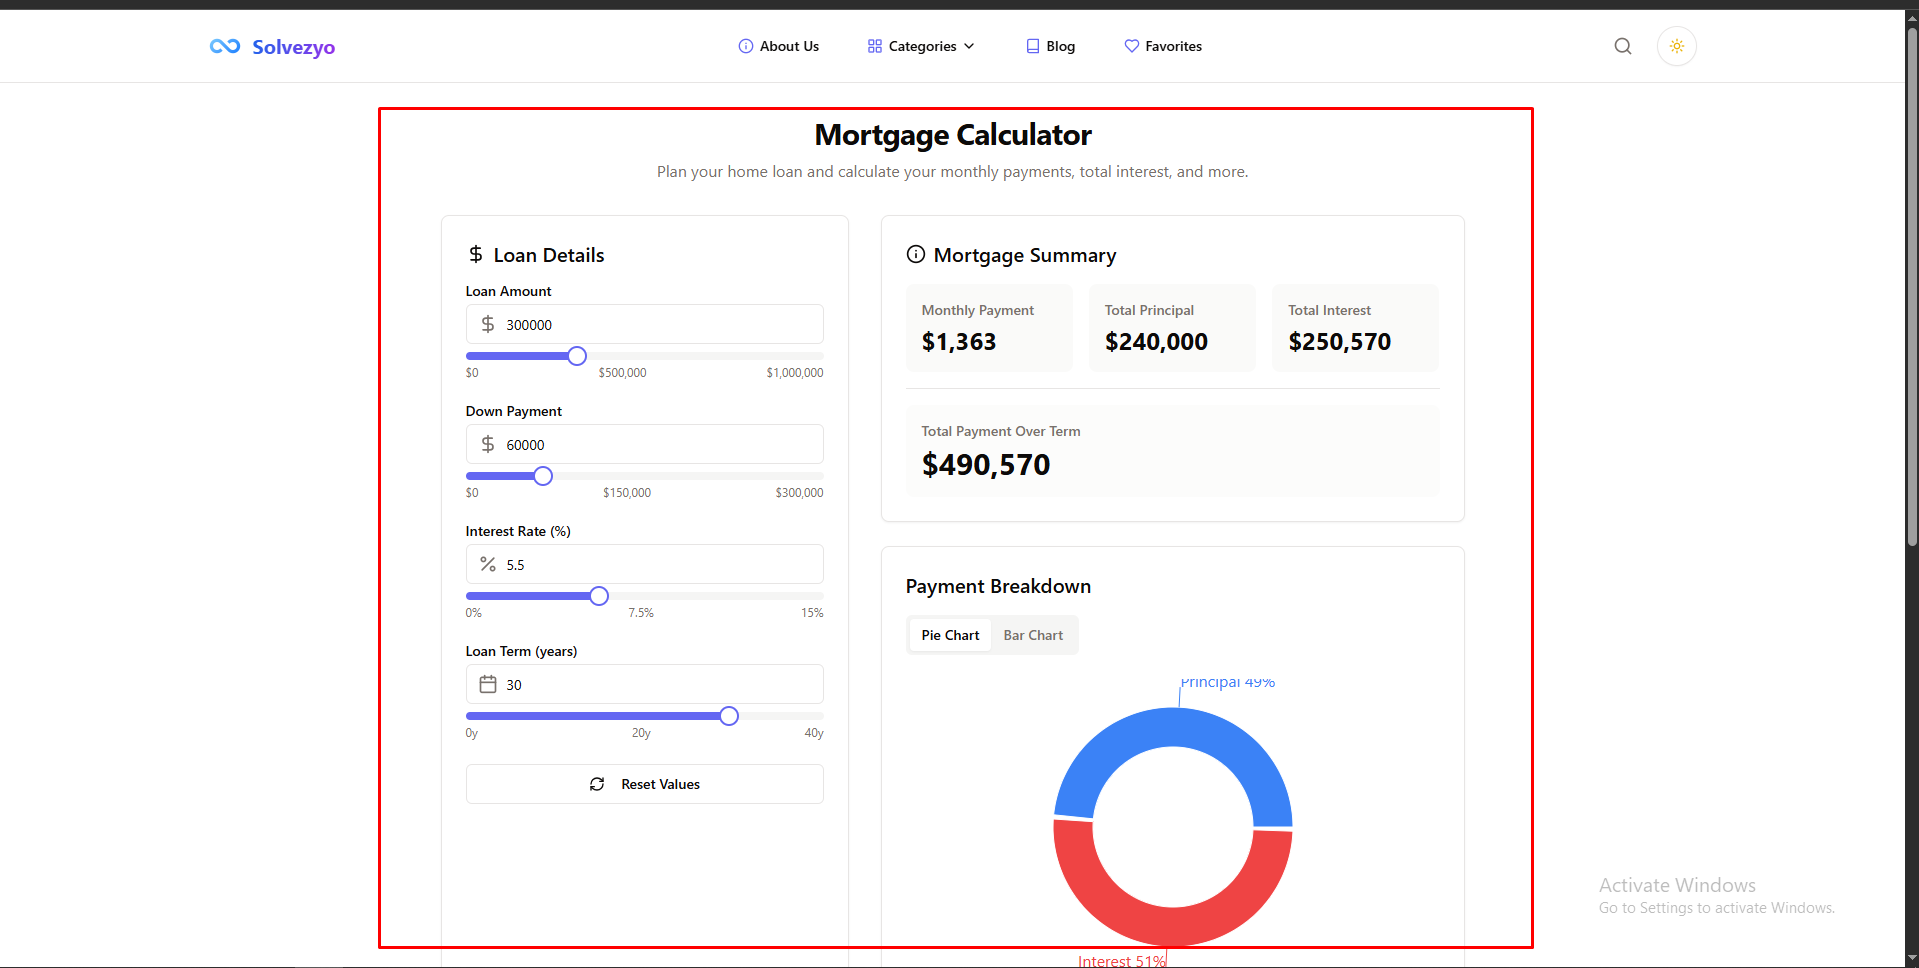 Solvezyo
About Us
Categories
Blog
Favorites
Mortgage Calculator
Plan your home loan and calculate your monthly payments, total interest, and more.
$ Loan Details
Loan Amount
$ 300000
$0 $500,000 $1,000,000
Down Payment
$ 60000
$0 $150,000 $300,000
Interest Rate (%)
% 5.5
0% 7.5% 15%
Loan Term (years)
30
0y 20y 40y
Reset Values
Mortgage Summary
Monthly Payment
$1,363
Total Principal
$240,000
Total Interest
$250,570
Total Payment Over Term
$490,570
Payment Breakdown
Pie Chart
Bar Chart
Principal 49%
Interest 51%
Activate Windows
Go to Settings to activate Windows.